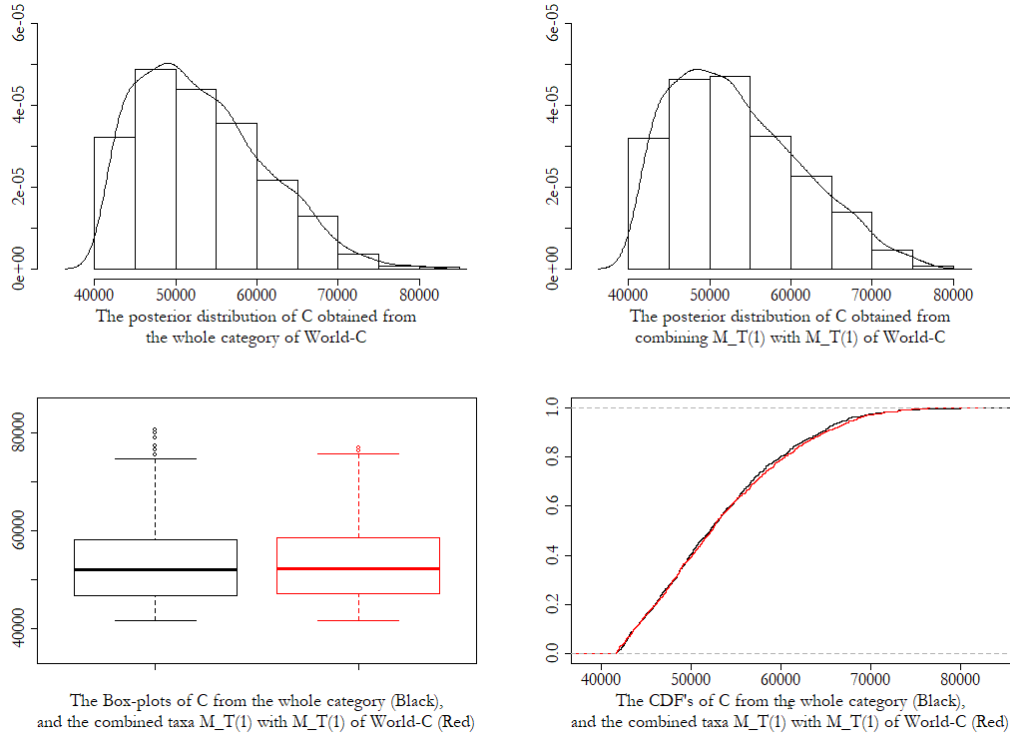 6e-05
4e-05
2e-05
0e+00
40000 50000 60000 70000 80000
The posterior distribution of C obtained from
the whole category of World-C
6e-05
4e-05
2e-05
0e+00
40000 50000 60000 70000 80000
The posterior distribution of C obtained from
combining M_T(1) with M_T(1) of World-C
80000
60000
40000
The Box-plots of C from the whole category (Black),
and the combined taxa M_T(1) with M_T(1) of World-C (Red)
1.0
0.8
0.6
0.4
0.2
0.0
40000 50000 60000 70000 80000
The CDF's of C from the whole category (Black),
and the combined taxa M_T(1) with M_T(1) of World-C (Red)